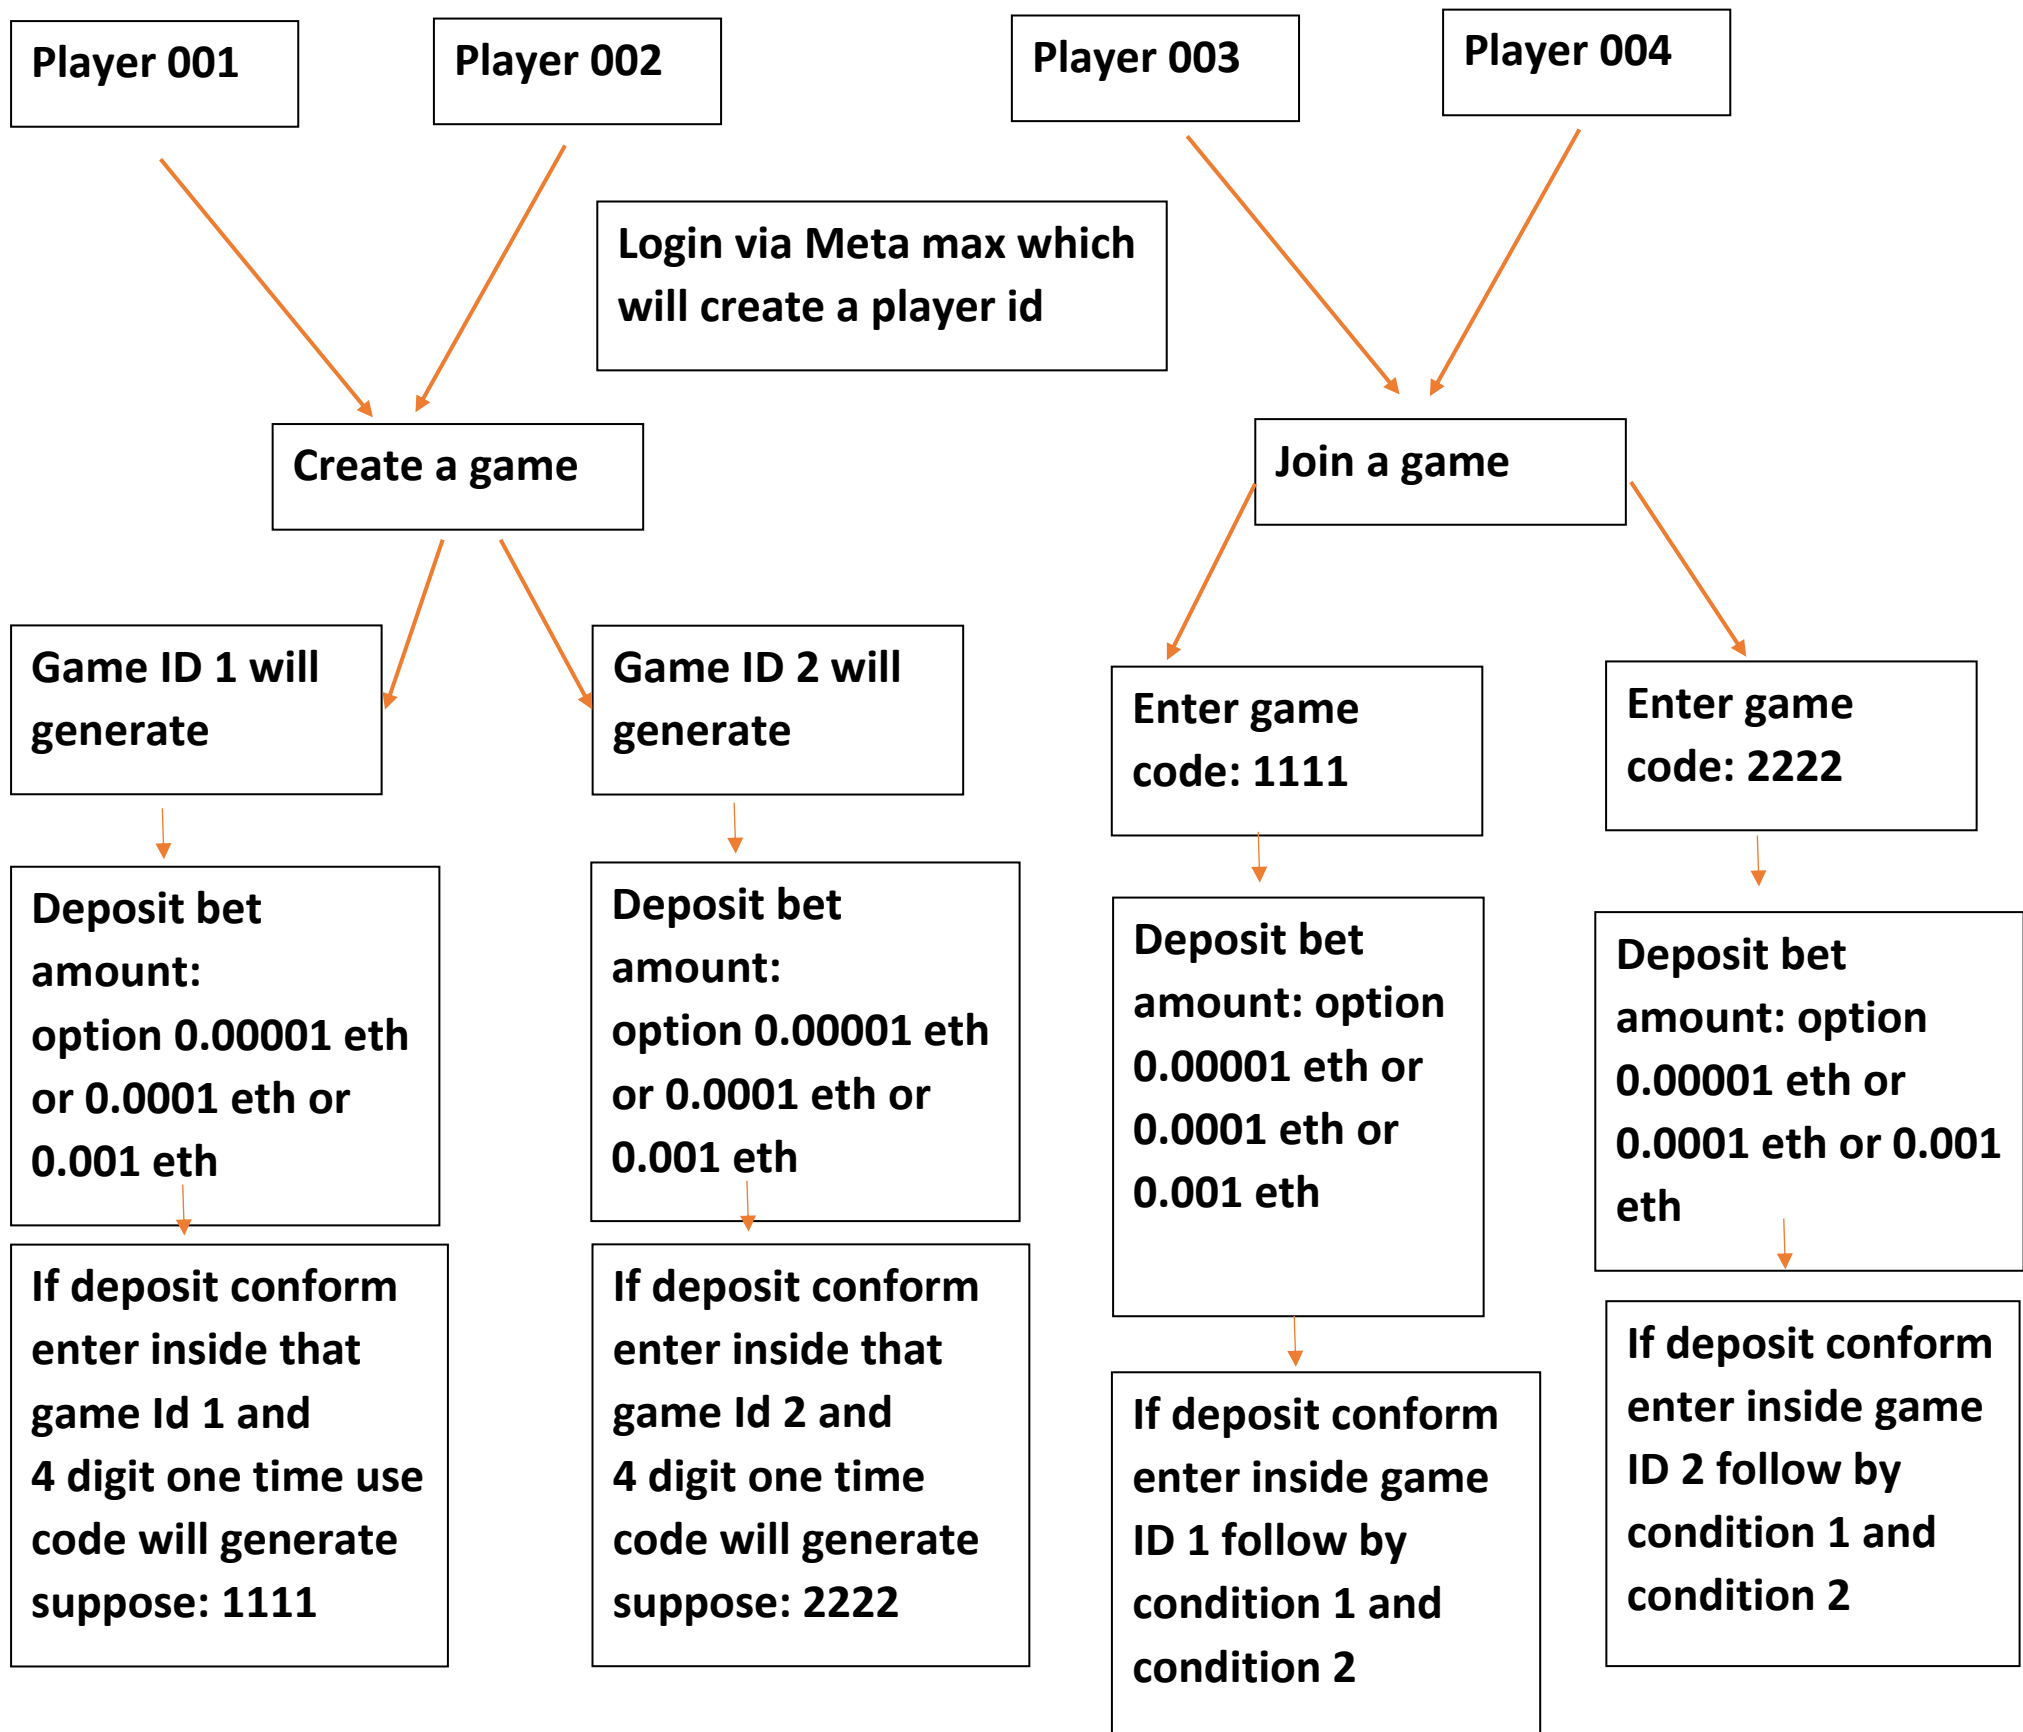 Player 001
Player 002
Player 003
Player 004
Login via Meta max which
will create a player id
Create a game
Join a game
Game ID 1 will
generate
Game ID 2 will
generate
Enter game
code: 1111
Enter game
code: 2222
Deposit bet
amount:
option 0.00001 eth
or 0.0001 eth or
0.001 eth
Deposit bet
amount:
option 0.00001 eth
or 0.0001 eth or
0.001 eth
Deposit bet
amount: option
0.00001 eth or
0.0001 eth or
0.001 eth
Deposit bet
amount: option
0.00001 eth or
0.0001 eth or 0.001
eth
If deposit conform
enter inside that
game Id 1 and
4 digit one time use
code will generate
suppose: 1111
If deposit conform
enter inside that
game Id 2 and
4 digit one time
code will generate
suppose: 2222
If deposit conform
enter inside game
ID 1 follow by
condition 1 and
condition 2
If deposit conform
enter inside game
ID 2 follow by
condition 1 and
condition 2